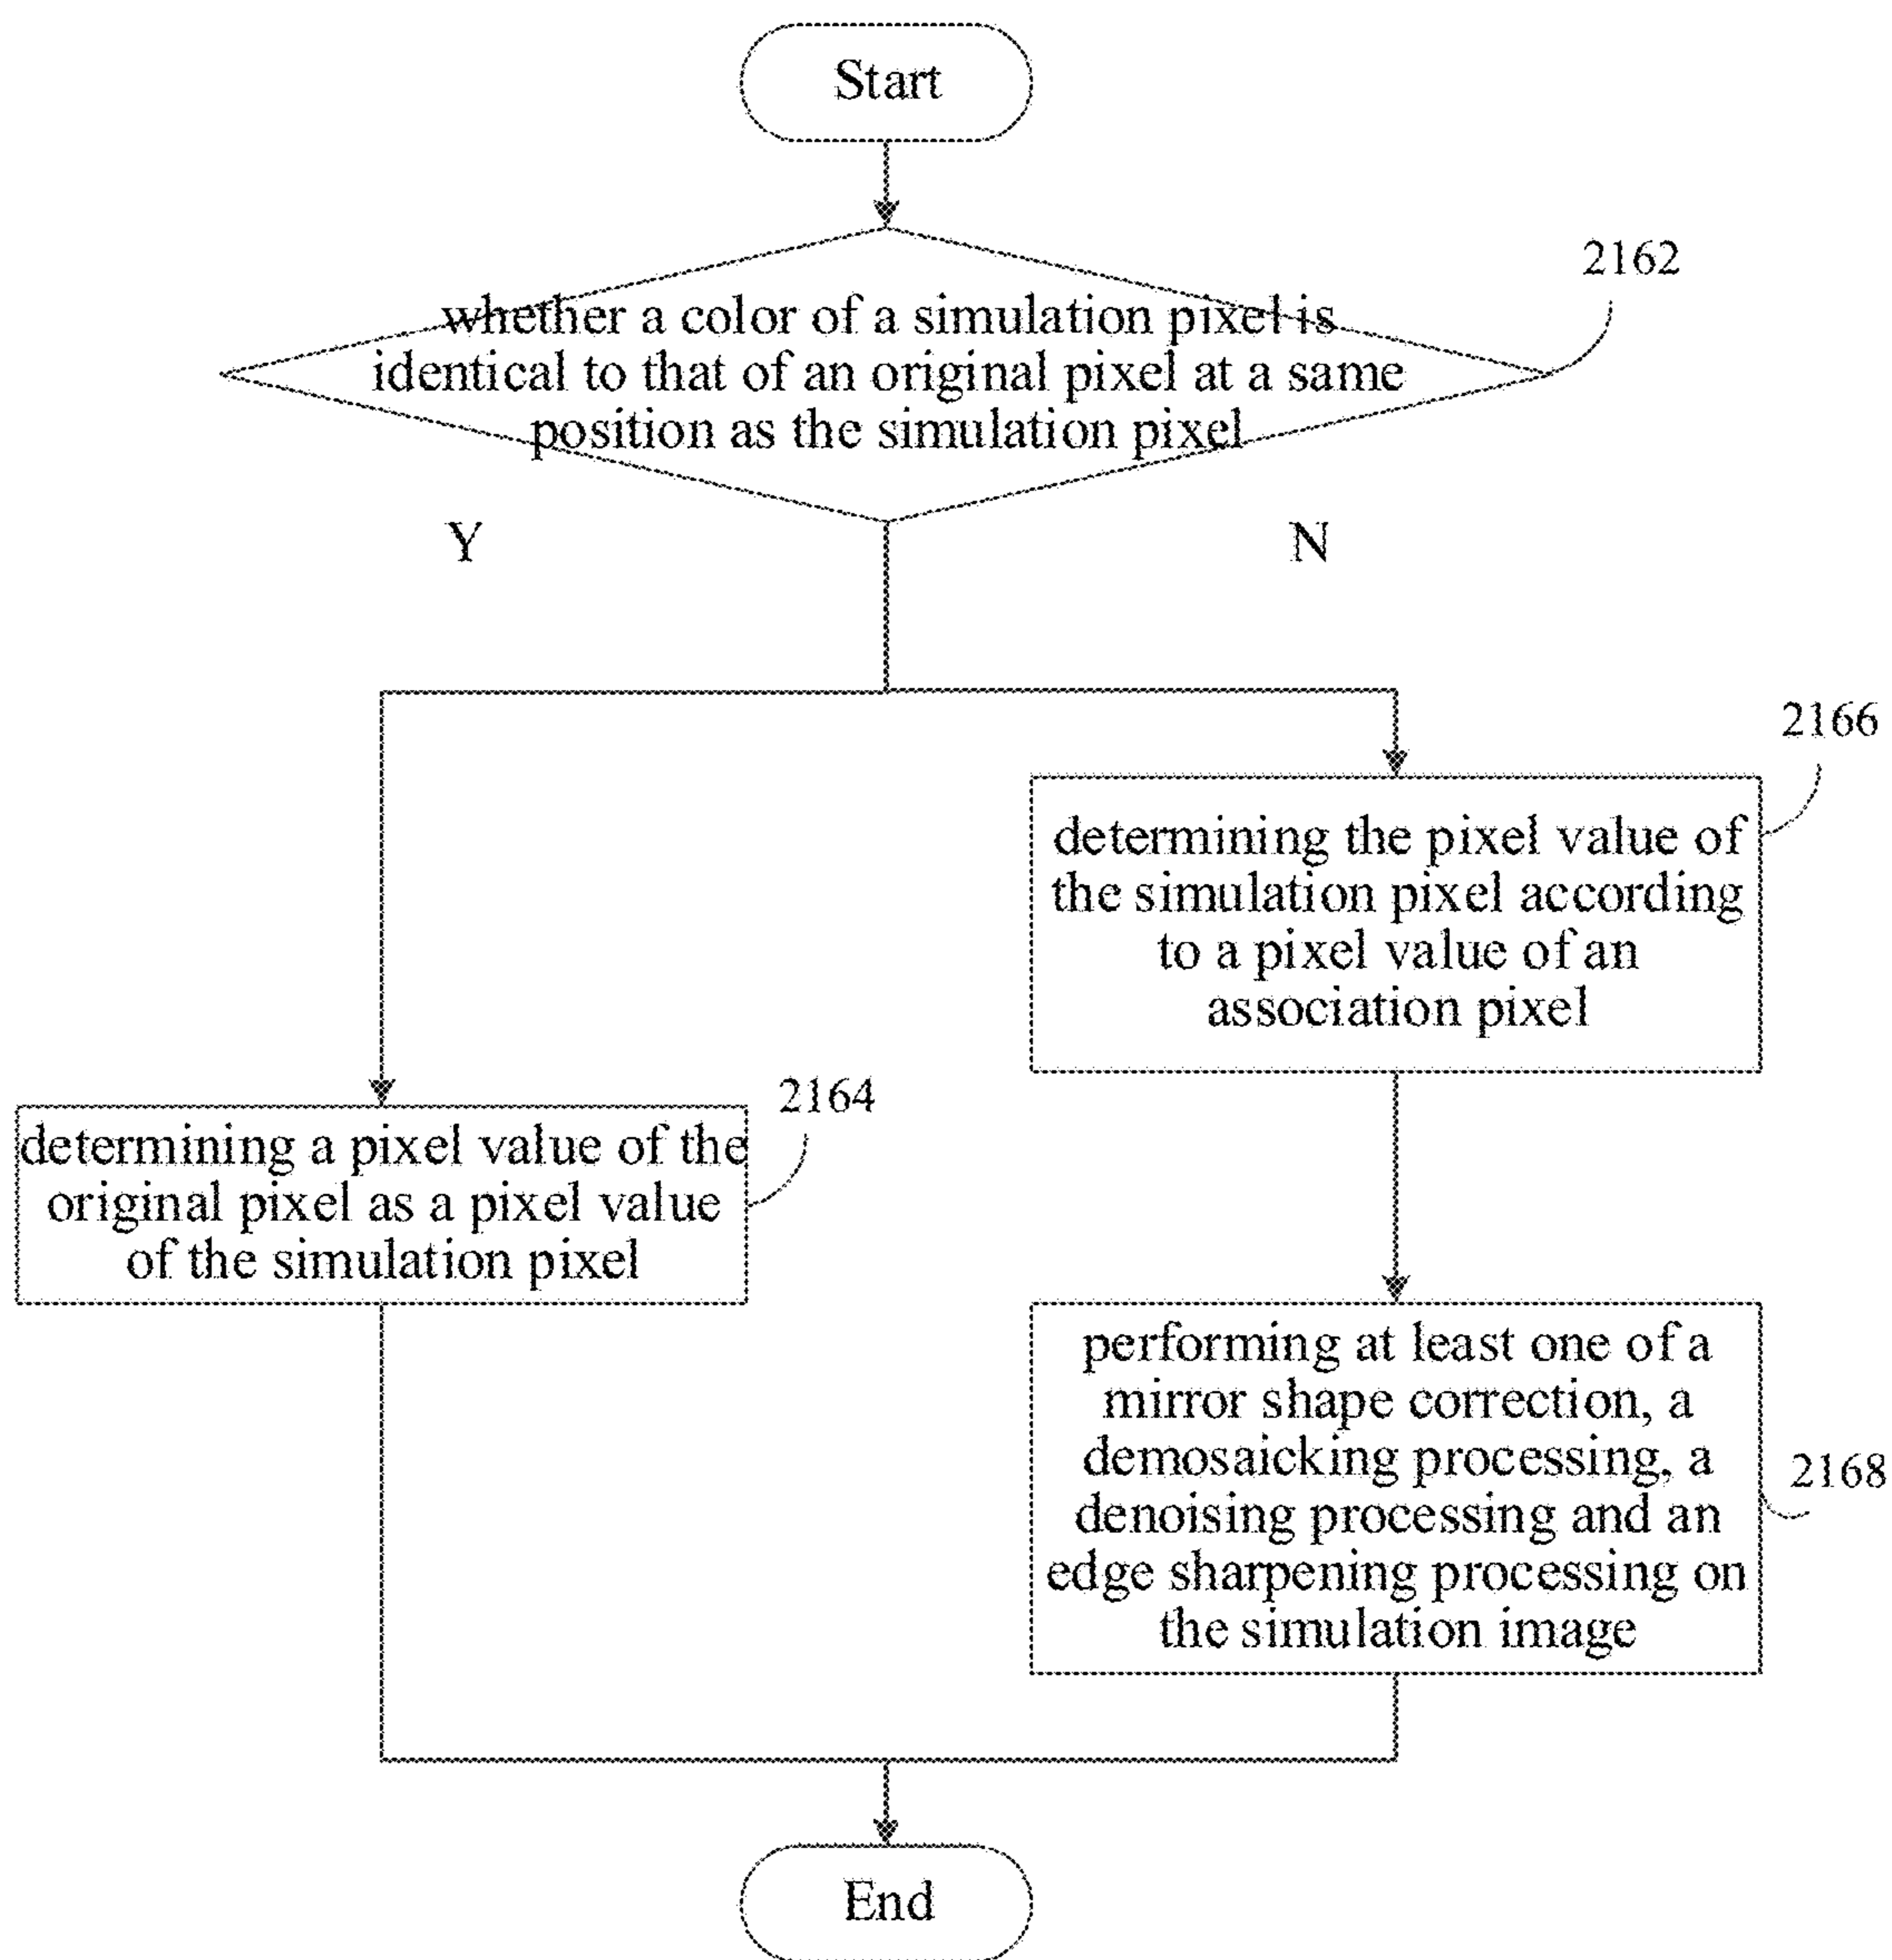 Start
2162
whether a color of a simulation pixel is
identical to that of an original pixel at a same
position as the simulation pixel
Y
N
2166
determining the pixel value of
the simulation pixel according
to a pixel value of an
association pixel
2164
determining a pixel value of the
original pixel as a pixel value
of the simulation pixel
performing at least one of a
mirror shape correction, a
demosaicking processing, a
denoising processing and an
edge sharpening processing on
the simulation image
2168
End